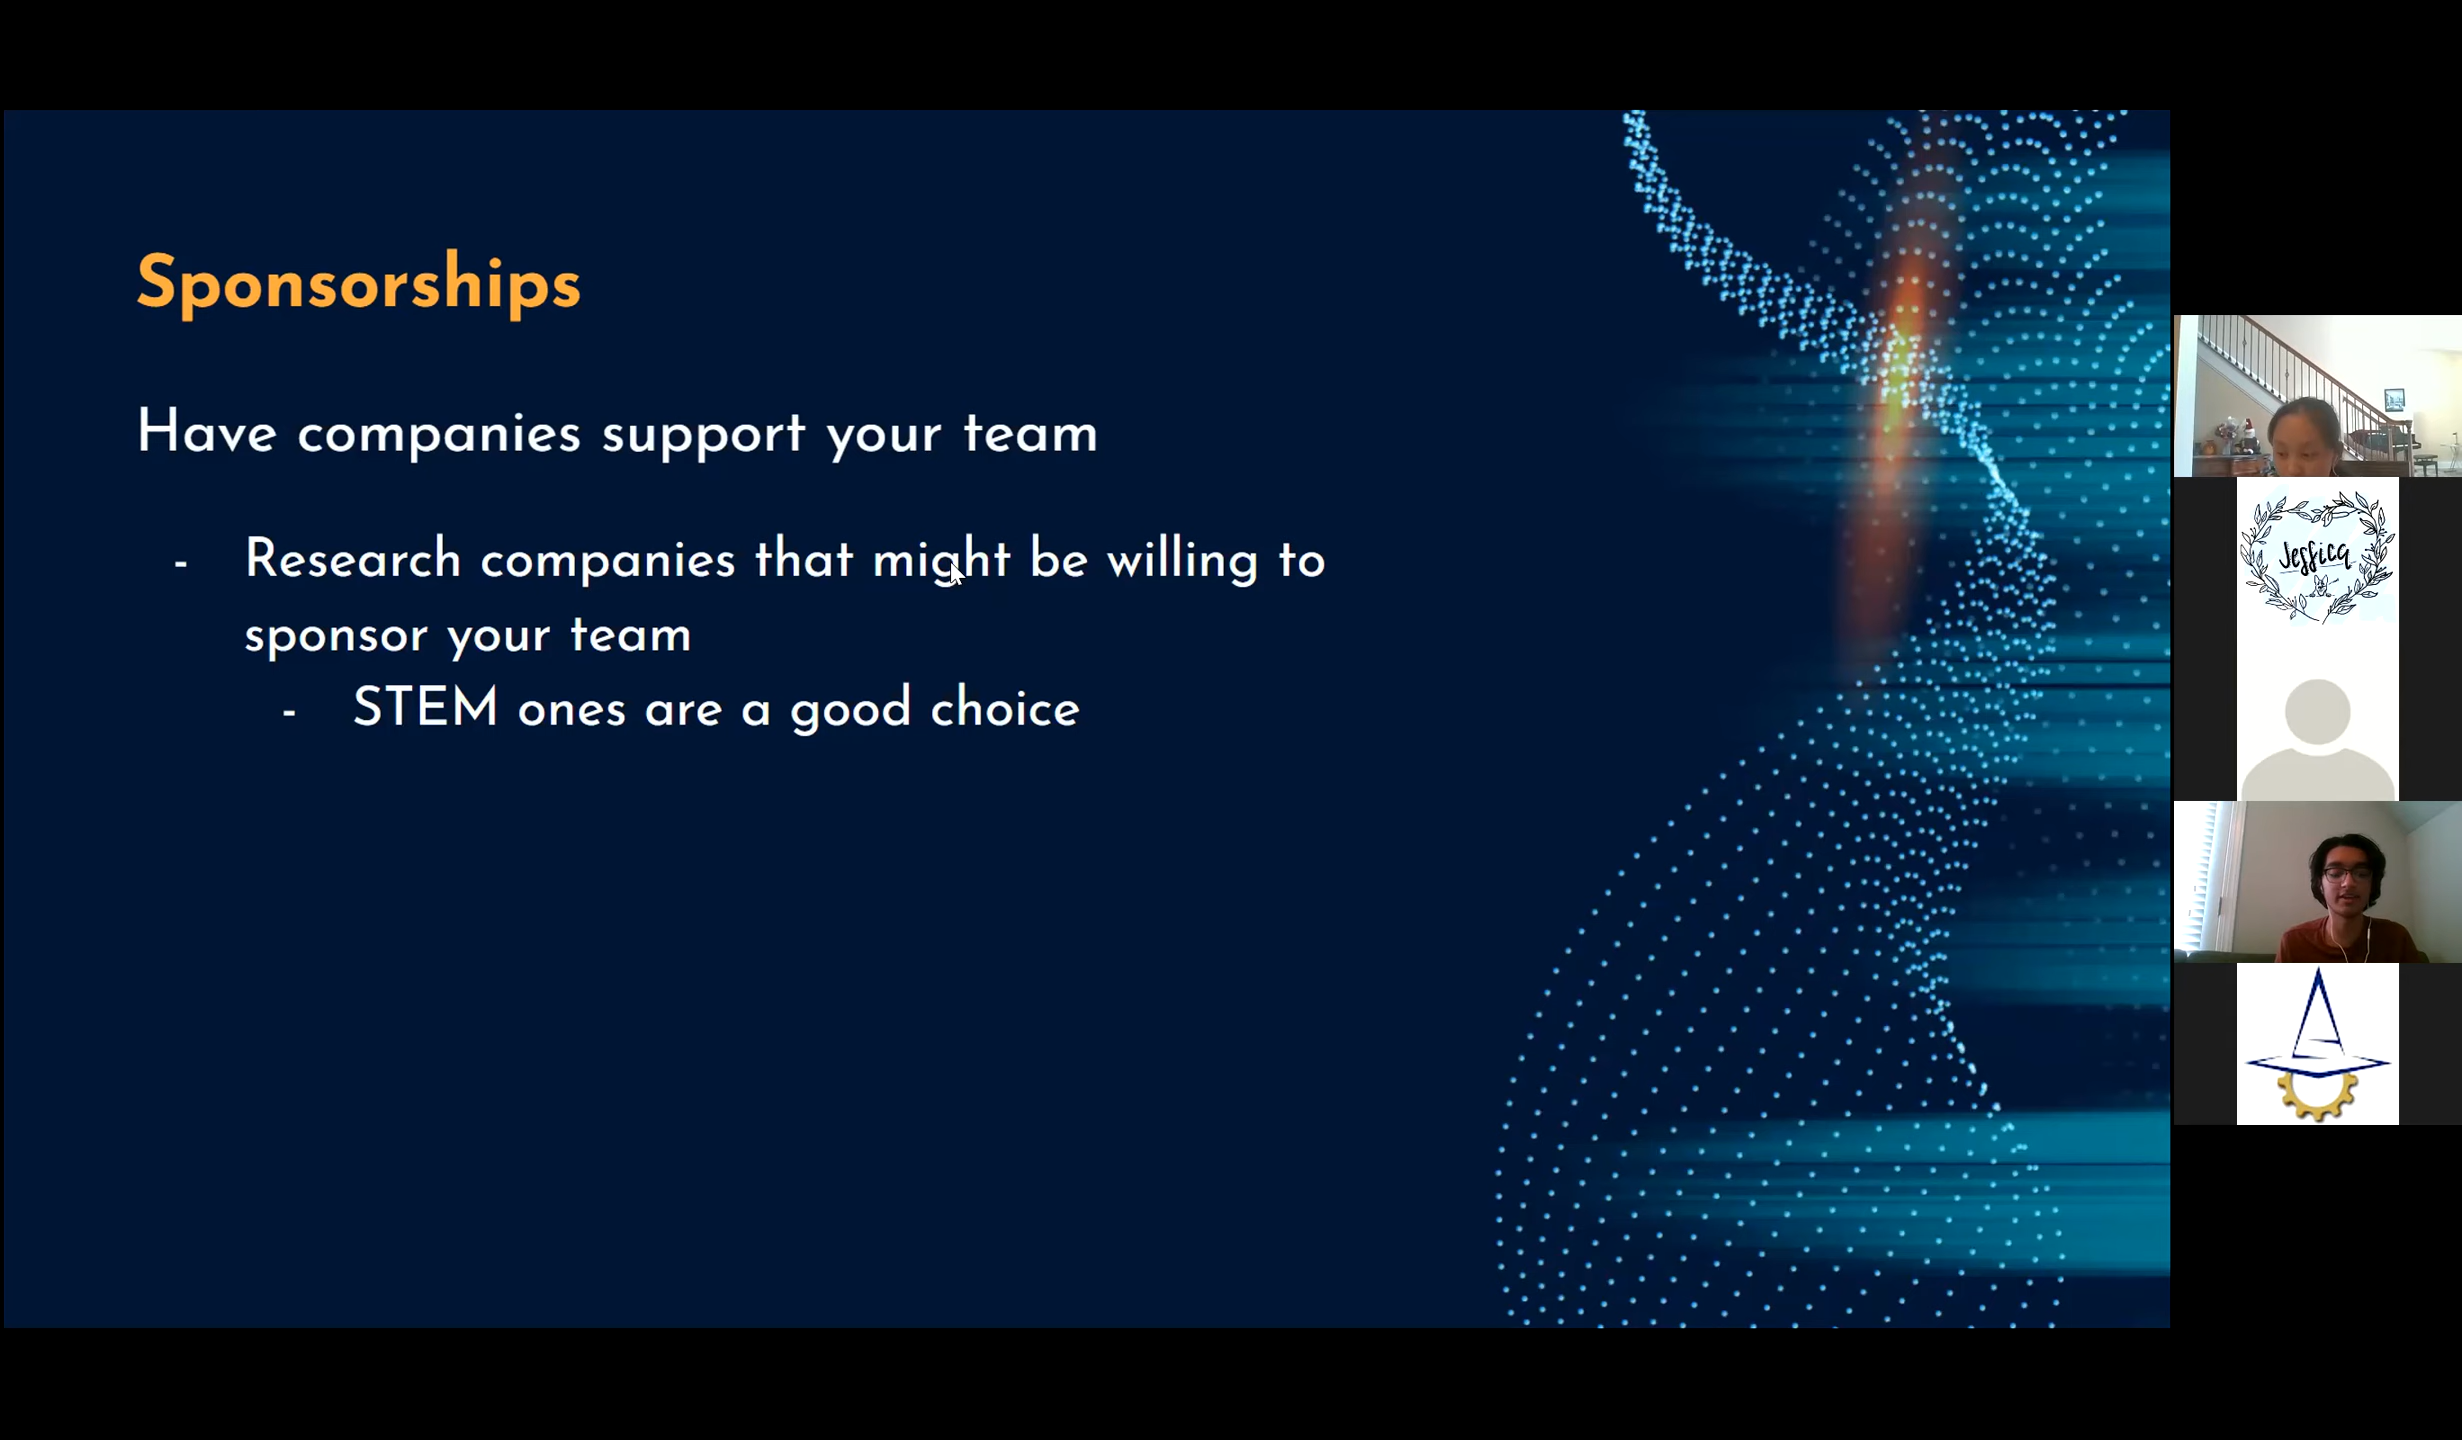 Sponsorships
Have companies support your team
- Research companies that might be willing to
sponsor your team
- STEM ones are a good choice
Jessica